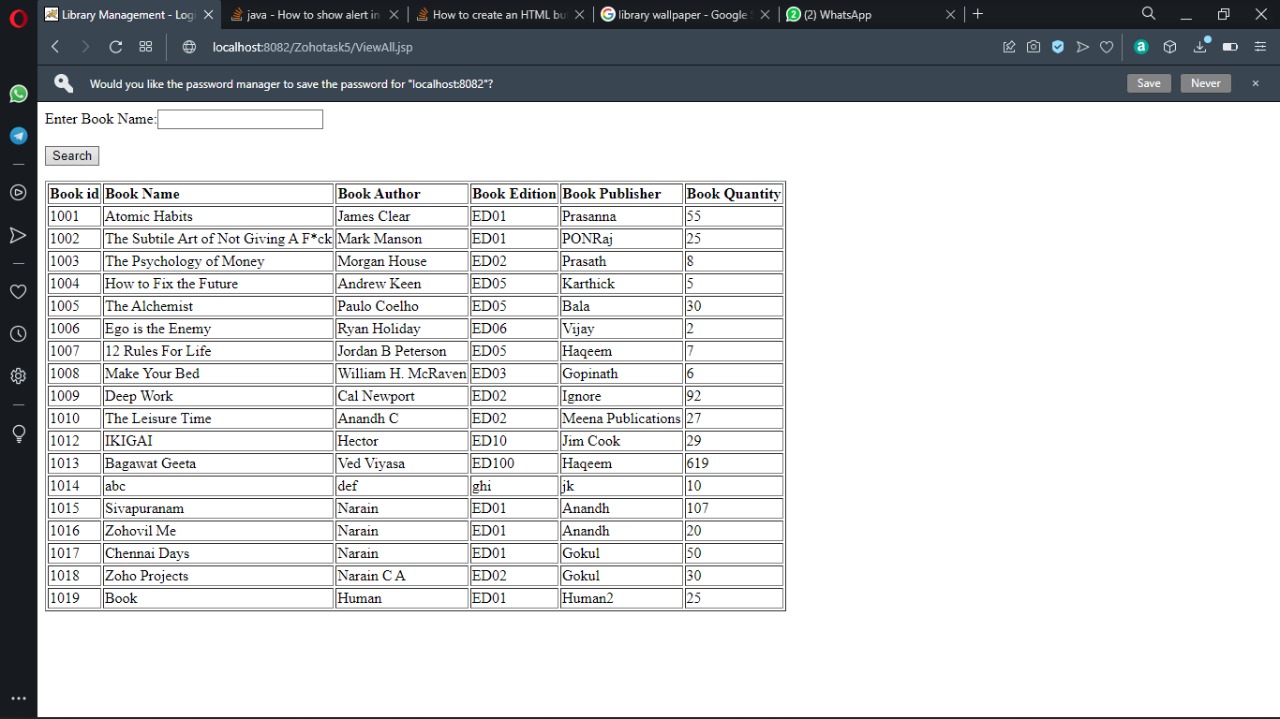 Library Management - Logi
java - How to show alert in
How to create an HTML bu
library wallpaper - Google
(2) WhatsApp
localhost:8082/Zohotask5/ViewAll.jsp
Would you like the password manager to save the password for "localhost:8082"?
Save
Never
Enter Book Name:
Search
Book id Book Name Book Author Book Edition Book Publisher Book Quantity
1001 Atomic Habits James Clear ED01 Prasanna 55
1002 The Subtile Art of Not Giving A F*ck Mark Manson ED01 PONRaj 25
1003 The Psychology of Money Morgan House ED02 Prasath 8
1004 How to Fix the Future Andrew Keen ED05 Karthick 5
1005 The Alchemist Paulo Coelho ED05 Bala 30
1006 Ego is the Enemy Ryan Holiday ED06 Vijay 2
1007 12 Rules For Life Jordan B Peterson ED05 Haqeem 7
1008 Make Your Bed William H. McRaven ED03 Gopinath 6
1009 Deep Work Cal Newport ED02 Ignore 92
1010 The Leisure Time Anandh C ED02 Meena Publications 27
1012 IKIGAI Hector ED10 Jim Cook 29
1013 Bagawat Geeta Ved Viyasa ED100 Haqeem 619
1014 abc def ghi jk 10
1015 Sivapuranam Narain ED01 Anandh 107
1016 Zohovil Me Narain ED01 Anandh 20
1017 Chennai Days Narain ED01 Gokul 50
1018 Zoho Projects Narain C A ED02 Gokul 30
1019 Book Human ED01 Human2 25